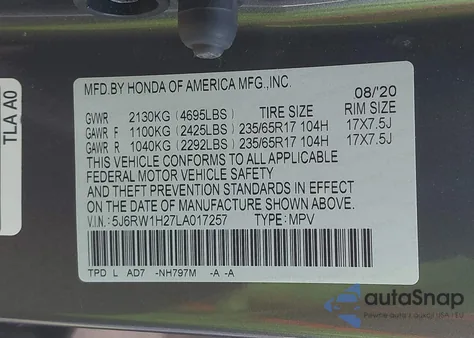 TLA A0
MFD.BY HONDA OF AMERICA MFG.,INC.
08/'20
GVWR 2130KG (4695LBS) TIRE SIZE RIM SIZE
GAWR F 1100KG (2425LBS) 235/65R17 104H 17X7.5J
GAWR R 1040KG (2292LBS) 235/65R17 104H 17X7.5J
THIS VEHICLE CONFORMS TO ALL APPLICABLE
FEDERAL MOTOR VEHICLE SAFETY
AND THEFT PREVENTION STANDARDS IN EFFECT
ON THE DATE OF MANUFACTURE SHOWN ABOVE.
V.I.N.: 5J6RW1H27LA017257 TYPE: MPV
TPD L AD7 -NH797M -A -A
autoSnap